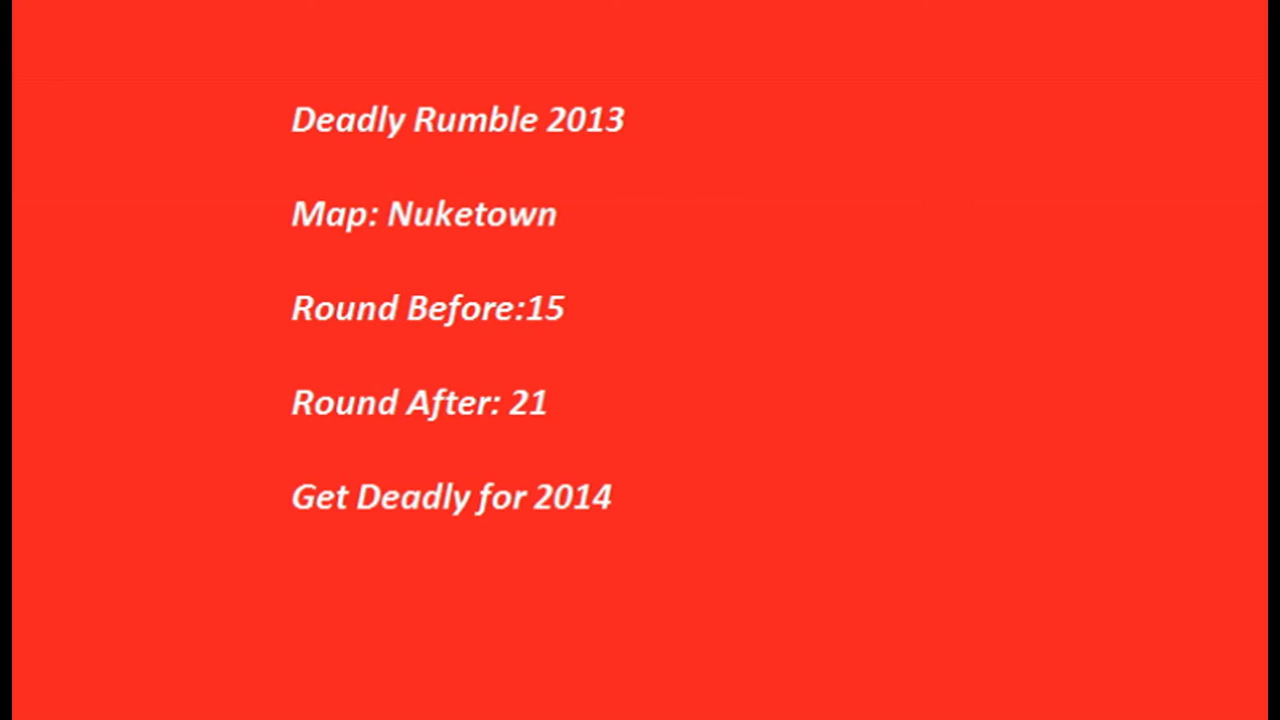 Deadly Rumble 2013
Map: Nuketown
Round Before:15
Round After: 21
Get Deadly for 2014